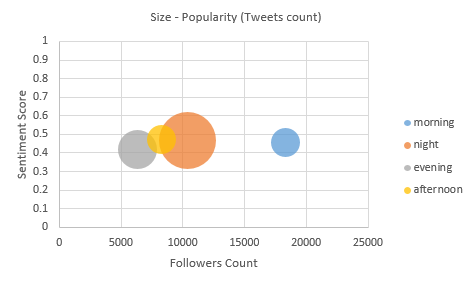 Size - Popularity (Tweets count)
1
0.9
0.8
0.7
0.6
0.5
0.4
0.3
0.2
0.1
0
Sentiment Score
0 5000 10000 15000 20000 25000
Followers Count
morning
night
evening
afternoon